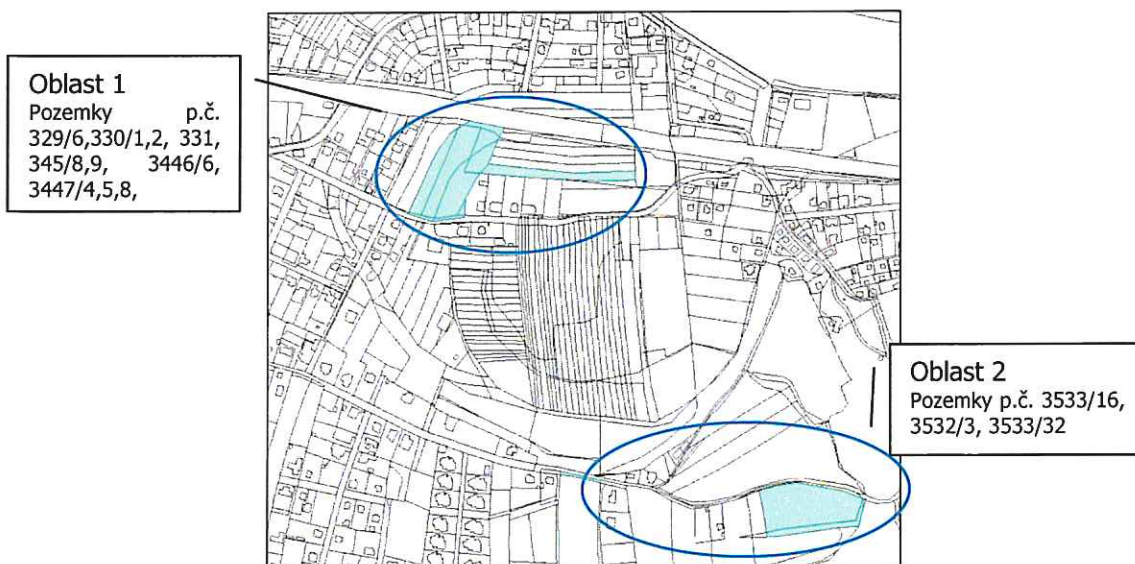 Oblast 1
Pozemky p.č.
329/6,330/1,2, 331,
345/8,9, 3446/6,
3447/4,5,8,
Oblast 2
Pozemky p.č. 3533/16,
3532/3, 3533/32